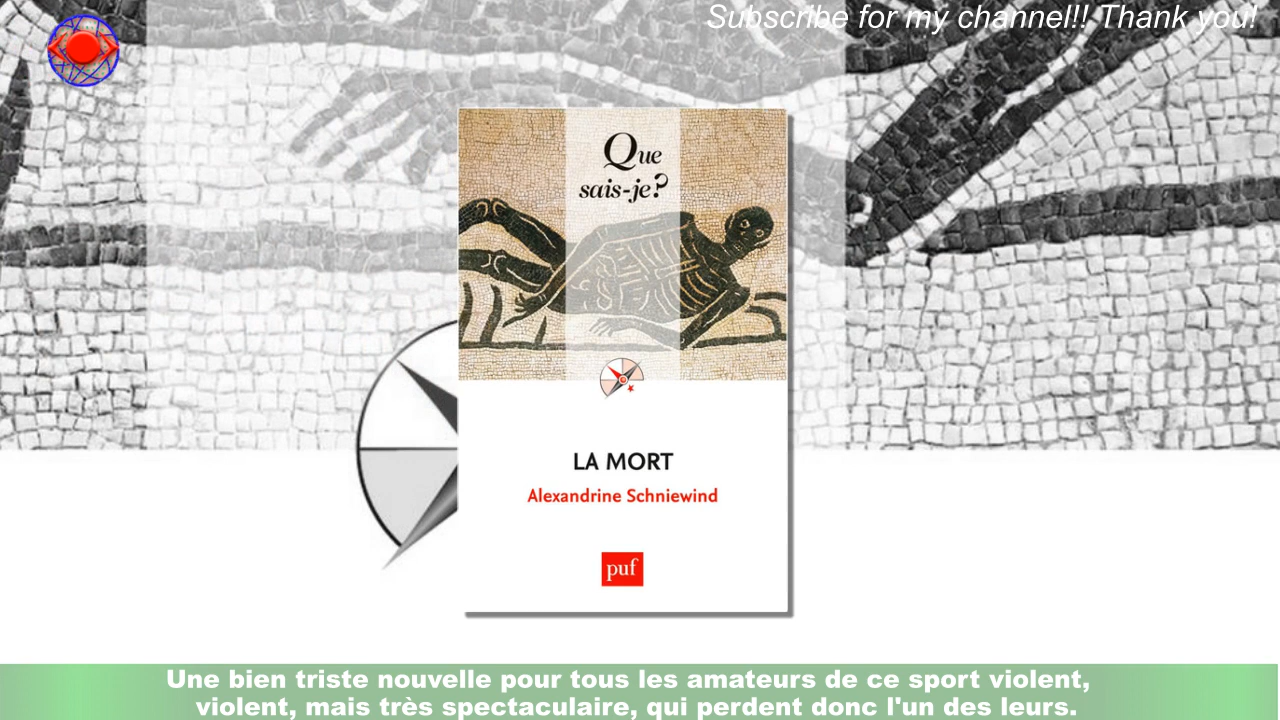 Subscribe for my channel!! Thank you!
Que
sais-je?
LA MORT
Alexandrine Schniewind
puf
Une bien triste nouvelle pour tous les amateurs de ce sport violent,
violent, mais très spectaculaire, qui perdent donc l'un des leurs.